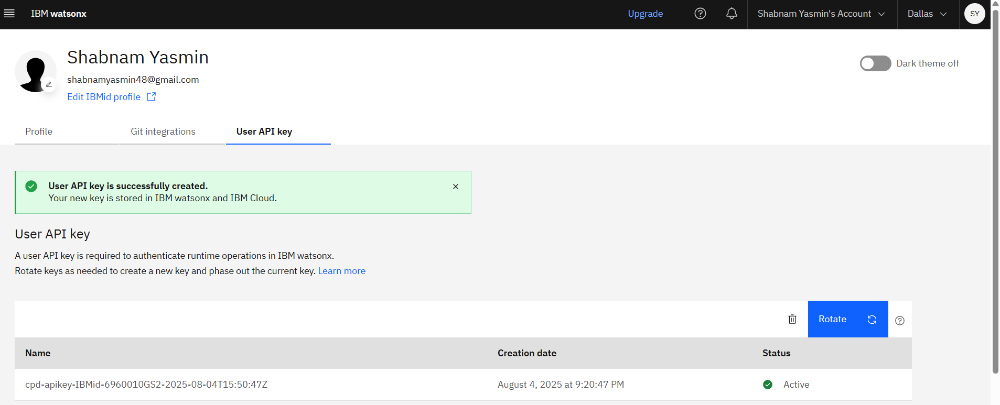 IBM watsonx
Upgrade
Shabnam Yasmin's Account
Dallas
SY
Shabnam Yasmin
shabnamyasmin48@gmail.com
Edit IBMid profile
Dark theme off
Profile
Git integrations
User API key
User API key is successfully created.
Your new key is stored in IBM watsonx and IBM Cloud.
User API key
A user API key is required to authenticate runtime operations in IBM watsonx.
Rotate keys as needed to create a new key and phase out the current key. Learn more
Rotate
Name Creation date Status
cpd-apikey-IBMid-6960010GS2-2025-08-04T15:50:47Z August 4, 2025 at 9:20:47 PM Active